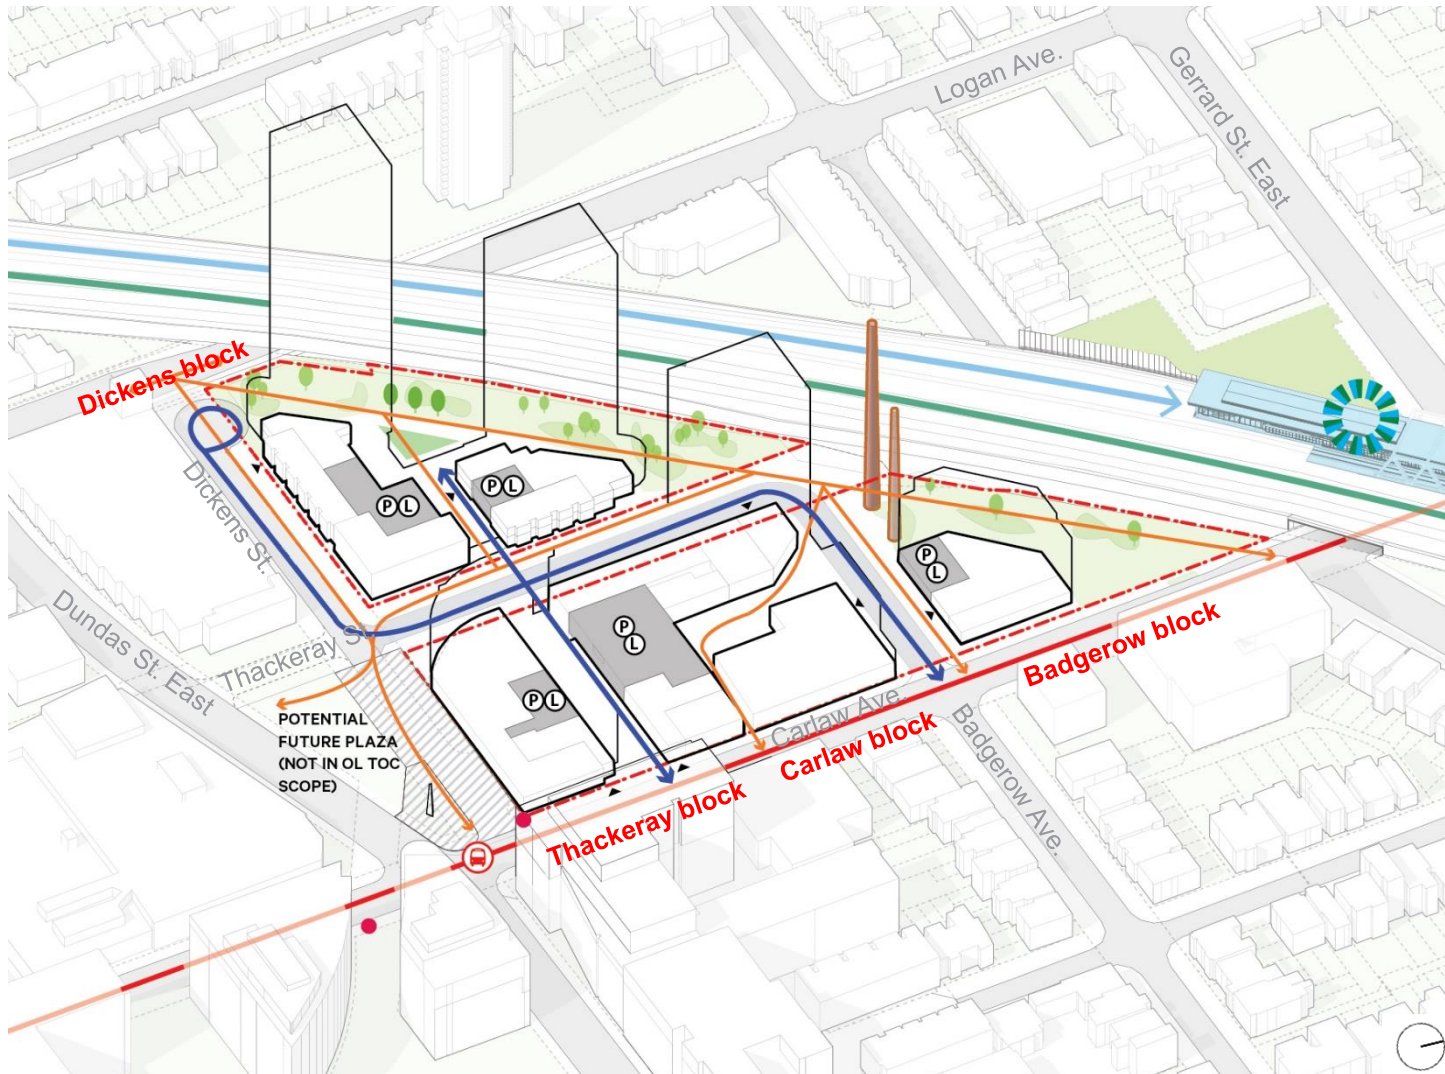 Logan Ave.
Gerrard St. East
Dickens block
Dickens St.
P L
P L
P
L
P
L
P L
Dundas St. East
Thackeray St.
POTENTIAL
FUTURE PLAZA
(NOT IN OL TOC
SCOPE)
Badgerow block
Carlaw Ave.
Carlaw block
Badgerow Ave.
Thackeray block